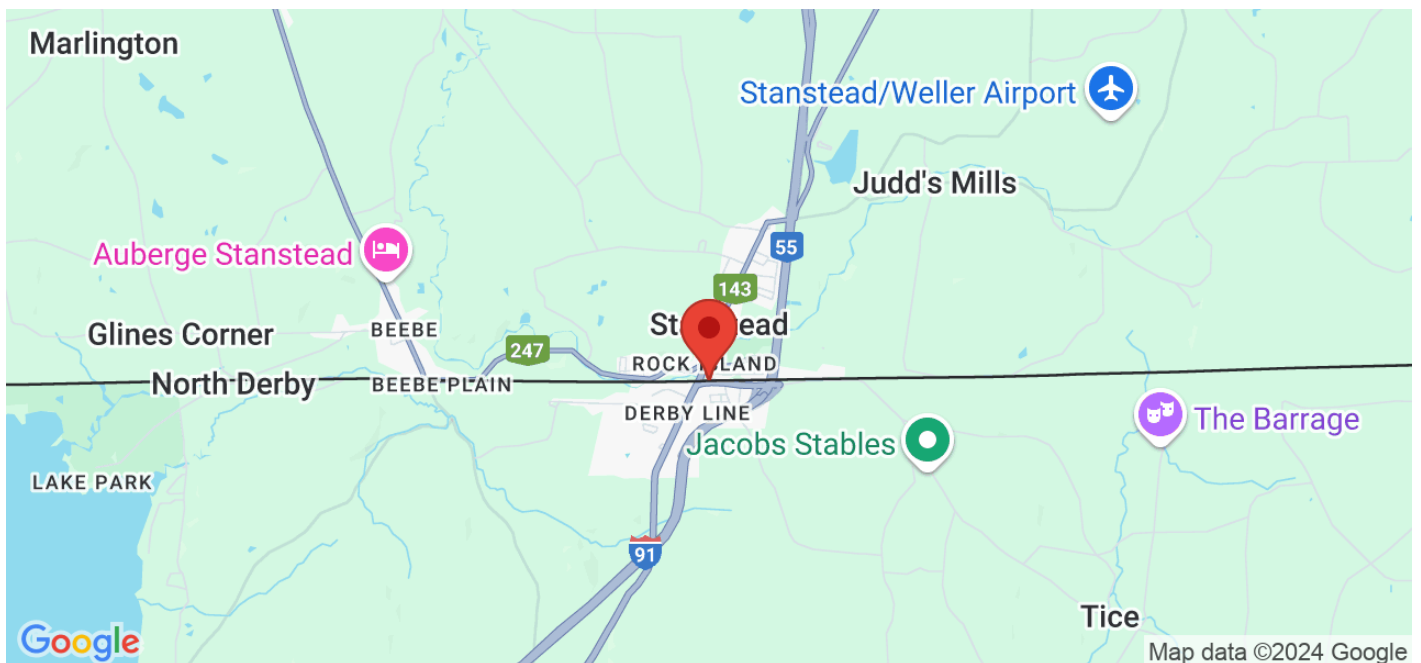 Marlington
Stanstead/Weller Airport
Judd's Mills
Auberge Stanstead
55
143
Glines Corner
BEEBE
247
North Derby
BEEBE PLAIN
DERBY LINE
The Barrage
Jacobs Stables
LAKE PARK
91
Tice
Google
Map data ©2024 Google